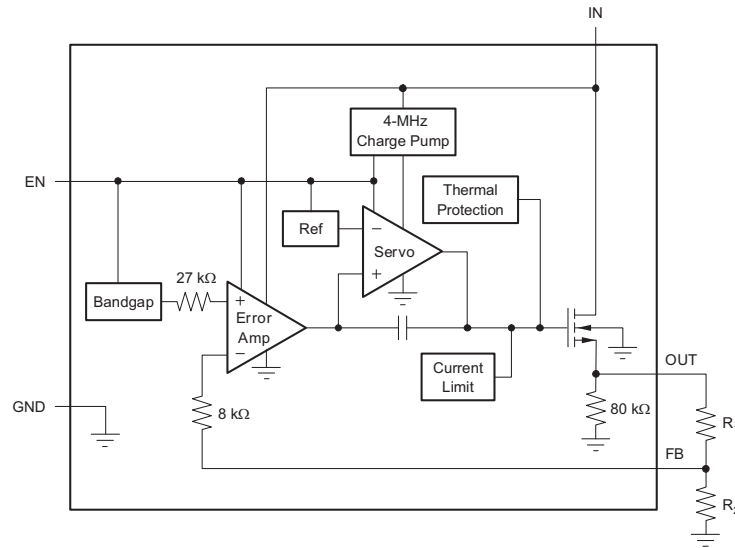 IN
4-MHz
Charge Pump
EN
Thermal
Protection
Ref
−
Servo
+
27 kΩ
Bandgap
+
Error
Amp
−
Current
Limit
OUT
GND
8 kΩ
80 kΩ
R
FB
R